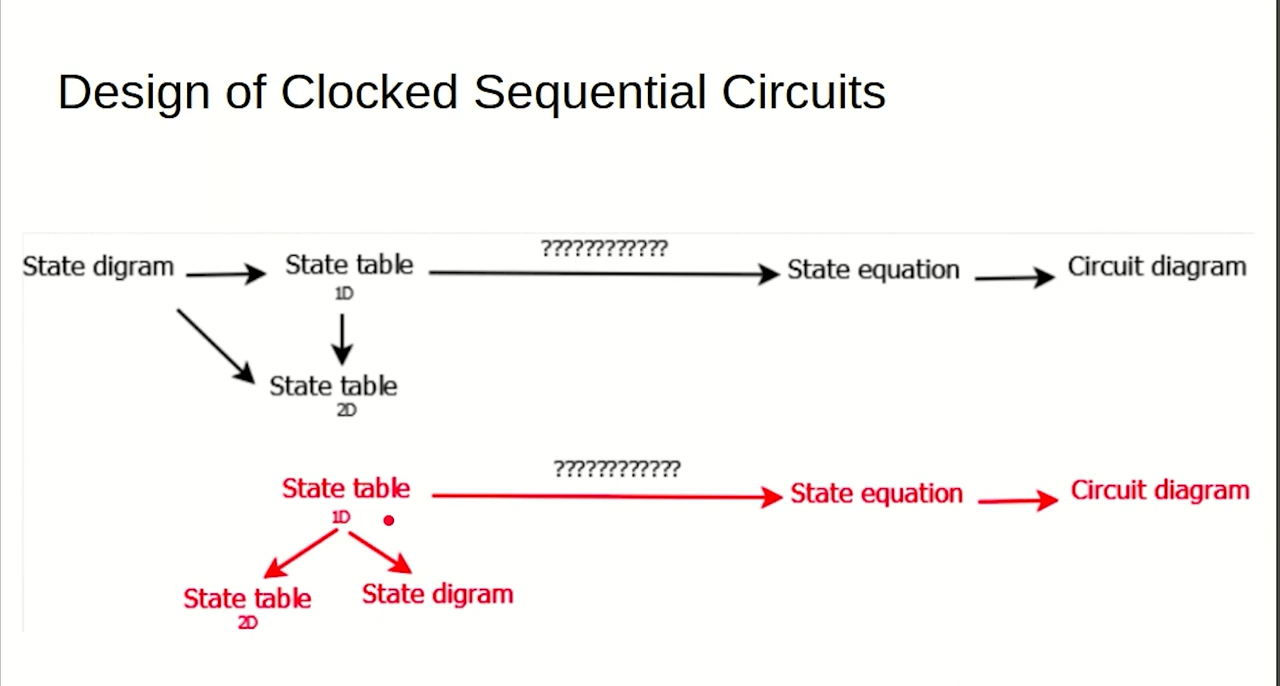 Design of Clocked Sequential Circuits
????????????
State digram State table State equation Circuit diagram
1D
State table
2D
????????????
State table State equation Circuit diagram
1D
State table State digram
2D